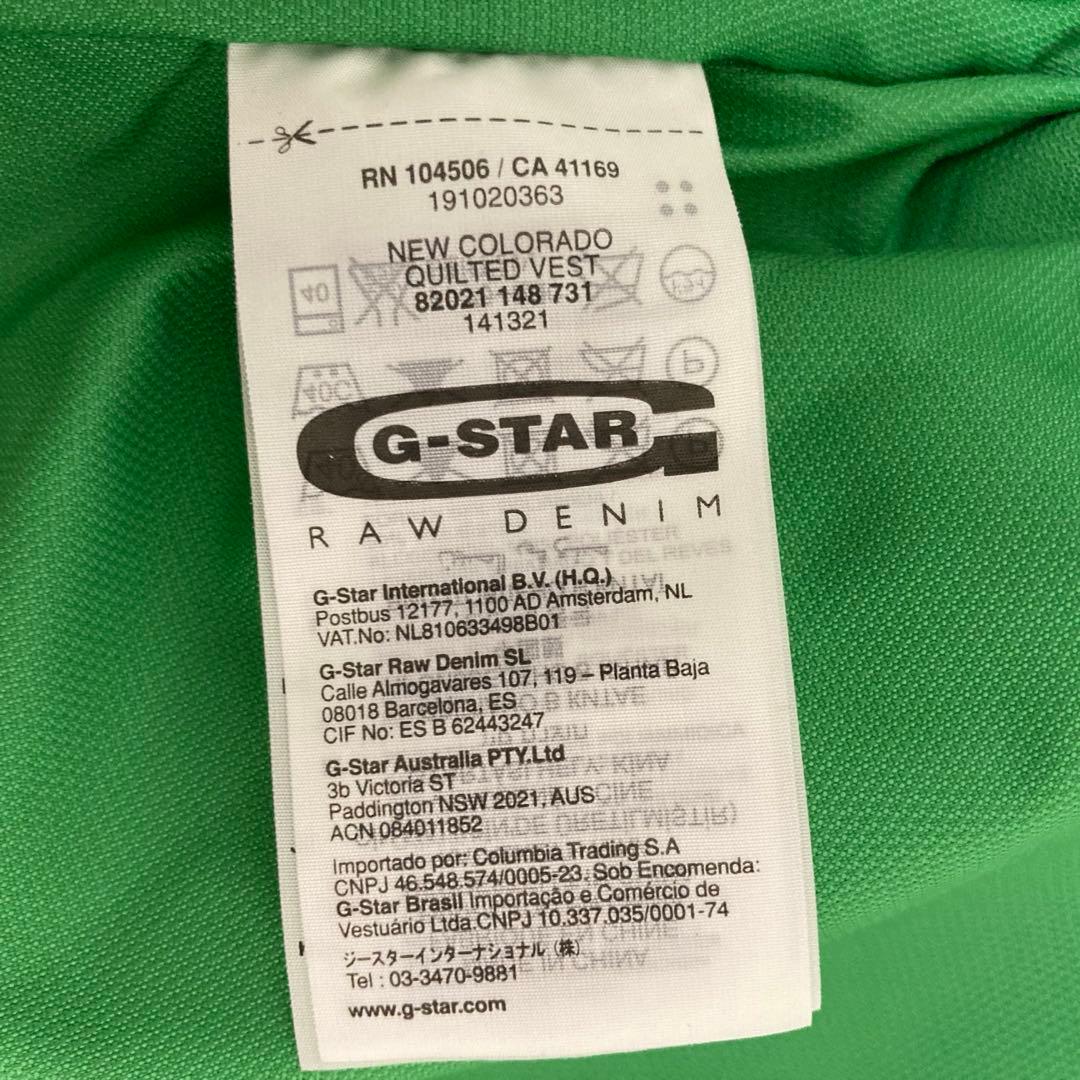 RN 104506 / CA 41169
191020363
NEW COLORADO
QUILTED VEST
82021 148 731
141321
G-STAR
RAW DENIM
G-Star International B.V. (H.Q.)
Postbus 12177, 1100 AD Amsterdam, NL
VAT.No: NL810633498B01
G-Star Raw Denim SL
Calle Almogavares 107, 119 – Planta Baja
08018 Barcelona, ES
CIF No: ES B 62443247
G-Star Australia PTY.Ltd
3b Victoria ST
Paddington NSW 2021, AUS
ACN 084011852
Importado por: Columbia Trading S.A
CNPJ 46.548.574/0005-23. Sob Encomenda:
G-Star Brasil Importação e Comércio de
Vestuário Ltda.CNPJ 10.337.035/0001-74
ジースターインターナショナル (株)
Tel : 03-3470-9881
www.g-star.com